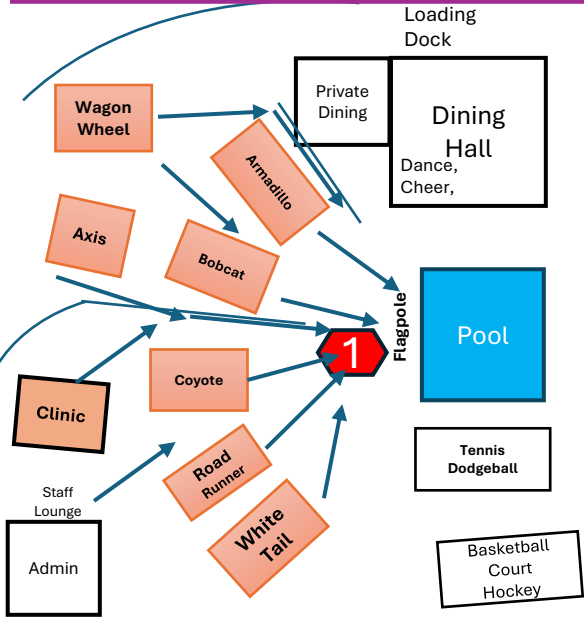 Loading
Dock
Wagon
Wheel
Private
Dining
Dining
Hall
Dance,
Cheer,
Armadillo
Axis
Bobcat
Flagpole
Pool
1
Coyote
Clinic
Road
Runner
Tennis
Dodgeball
Staff
Lounge
White
Tail
Admin
Basketball
Court
Hockey